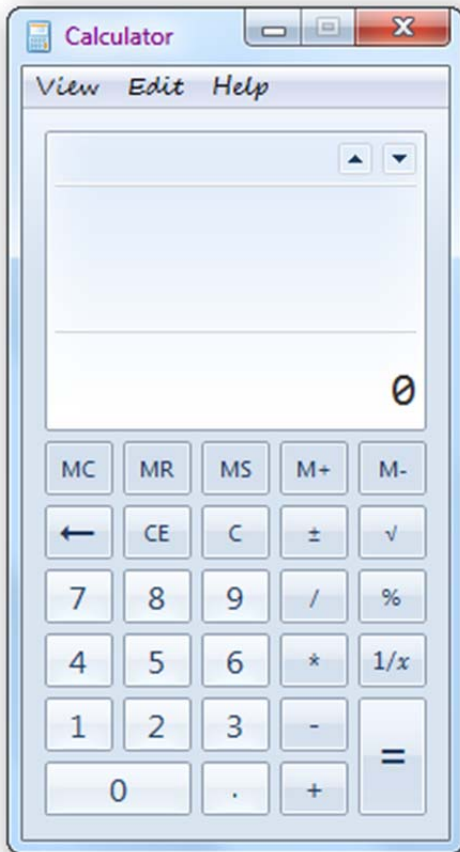 Calculator
View Edit Help
0
MC MR MS M+ M-
← CE C ± √
7 8 9 / %
4 5 6 * 1/x
1 2 3 - =
0 . +